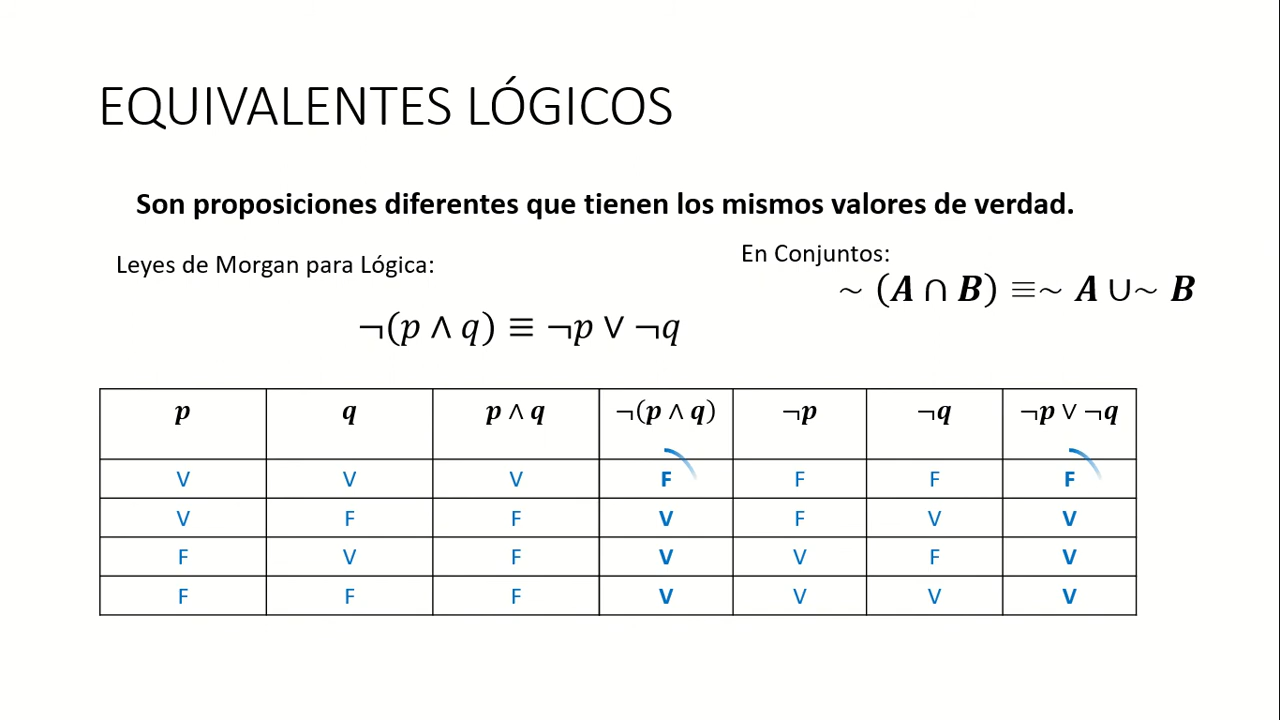 EQUIVALENTES LÓGICOS
Son proposiciones diferentes que tienen los mismos valores de verdad.
Leyes de Morgan para Lógica:
En Conjuntos:
∼ (A ∩ B) ≡∼ A ∪∼ B
¬(p ∧ q) ≡ ¬p ∨ ¬q
p q p ∧ q ¬(p ∧ q) ¬p ¬q ¬p ∨ ¬q
V V V F F F F
V F F V F V V
F V F V V F V
F F F V V V V